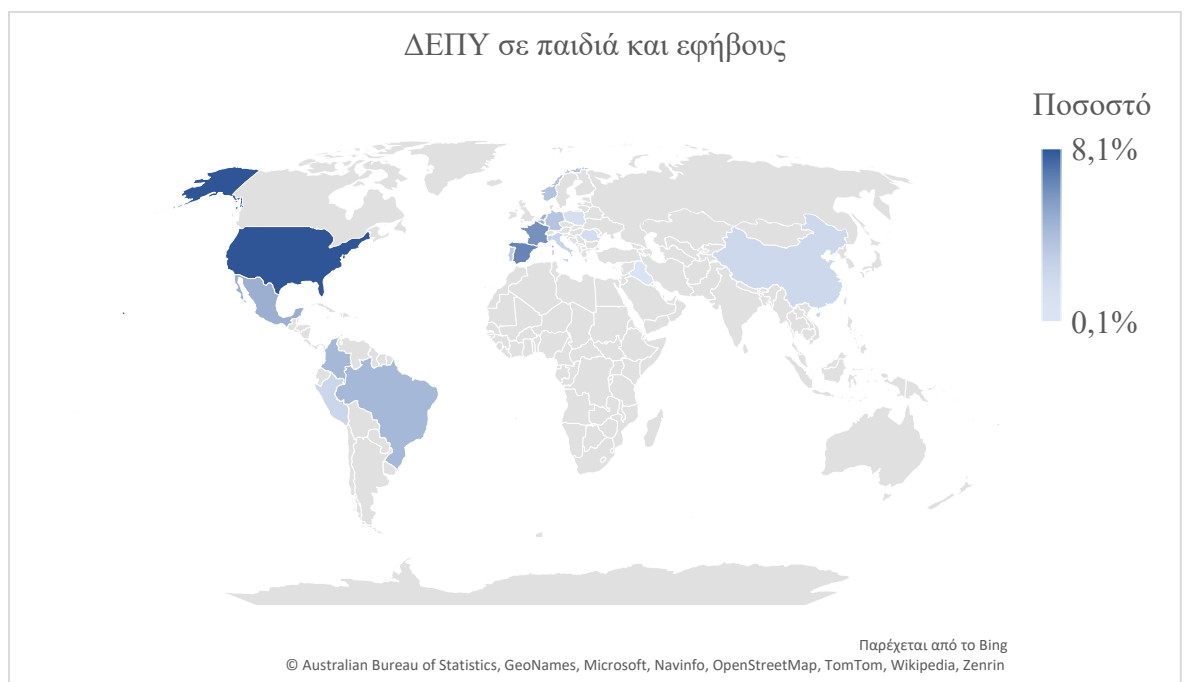 ΔΕΠΥ σε παιδιά και εφήβους
Ποσοστό
8,1%
0,1%
Παρέχεται από το Bing
© Australian Bureau of Statistics, GeoNames, Microsoft, Navinfo, OpenStreetMap, TomTom, Wikipedia, Zenrin